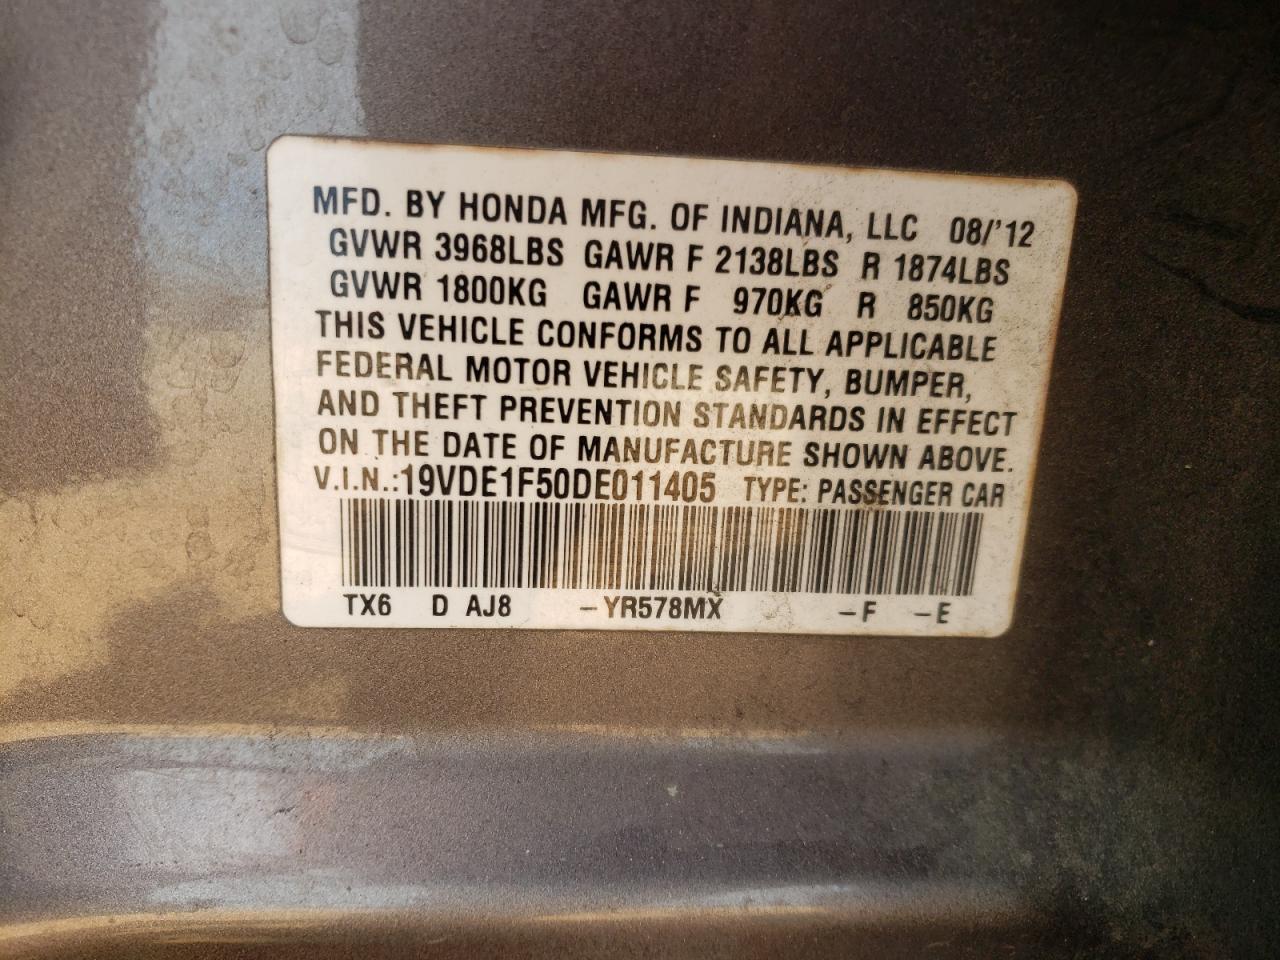 MFD. BY HONDA MFG. OF INDIANA, LLC 08/'12
GVWR 3968LBS GAWR F 2138LBS R 1874LBS
GVWR 1800KG GAWR F 970KG R 850KG
THIS VEHICLE CONFORMS TO ALL APPLICABLE
FEDERAL MOTOR VEHICLE SAFETY, BUMPER,
AND THEFT PREVENTION STANDARDS IN EFFECT
ON THE DATE OF MANUFACTURE SHOWN ABOVE.
V.I.N.:19VDE1F50DE011405 TYPE: PASSENGER CAR
TX6 D AJ8 -YR578MX -F -E